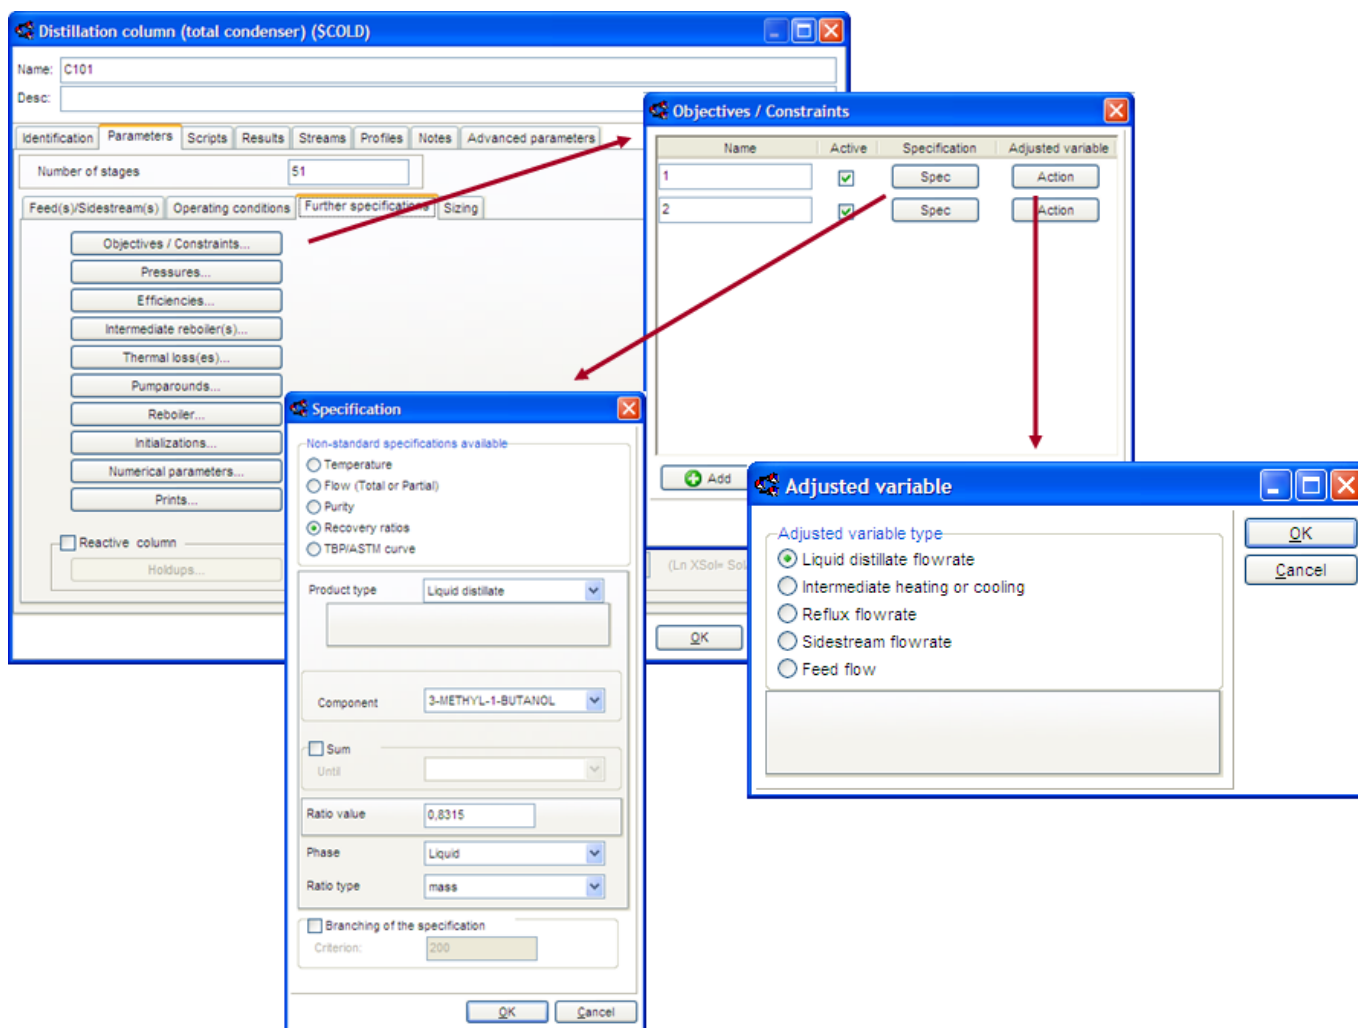 Distillation column (total condenser) ($COLD)
Name: C101
Desc:
Identification Parameters Scripts Results Streams Profiles Notes Advanced parameters
Number of stages 51
Feed(s)/Sidestream(s) Operating conditions Further specifications Sizing
Objectives / Constraints...
Pressures...
Efficiencies...
Intermediate reboiler(s)...
Thermal loss(es)...
Pumparounds...
Reboiler...
Initializations...
Numerical parameters...
Prints...
Reactive column
Holdups...
(Ln XSol= Sol
OK
Objectives / Constraints
Name Active Specification Adjusted variable
1 Spec Action
2 Spec Action
Add
Specification
Non-standard specifications available
Temperature
Flow (Total or Partial)
Purity
Recovery ratios
TBP/ASTM curve
Product type Liquid distillate
Component 3-METHYL-1-BUTANOL
Sum
Until
Ratio value 0,8315
Phase Liquid
Ratio type mass
Branching of the specification
Criterion: 200
OK Cancel
Adjusted variable
Adjusted variable type
Liquid distillate flowrate
Intermediate heating or cooling
Reflux flowrate
Sidestream flowrate
Feed flow
OK
Cancel